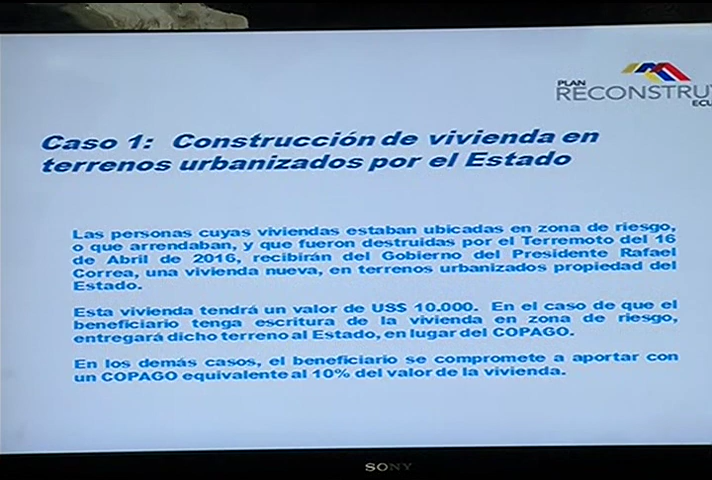 PLAN
RECONSTRUY
ECU
Caso 1: Construcción de vivienda en
terrenos urbanizados por el Estado
Las personas cuyas viviendas estaban ubicadas en zona de riesgo,
o que arrendaban, y que fueron destruidas por el Terremoto del 16
de Abril de 2016, recibirán del Gobierno del Presidente Rafael
Correa, una vivienda nueva, en terrenos urbanizados propiedad del
Estado.
Esta vivienda tendrá un valor de US$ 10.000. En el caso de que el
beneficiario tenga escritura de la vivienda en zona de riesgo,
entregará dicho terreno al Estado, en lugar del COPAGO.
En los demás casos, el beneficiario se compromete a aportar con
un COPAGO equivalente al 10% del valor de la vivienda.
SONY